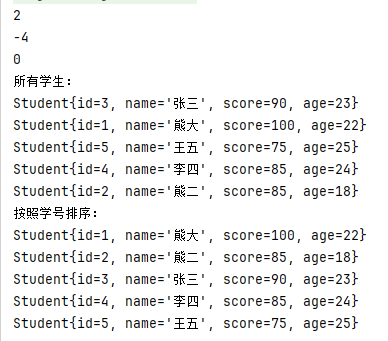 2
-4
0
所有学生:
Student{id=3, name='张三', score=90, age=23}
Student{id=1, name='熊大', score=100, age=22}
Student{id=5, name='王五', score=75, age=25}
Student{id=4, name='李四', score=85, age=24}
Student{id=2, name='熊二', score=85, age=18}
按照学号排序:
Student{id=1, name='熊大', score=100, age=22}
Student{id=2, name='熊二', score=85, age=18}
Student{id=3, name='张三', score=90, age=23}
Student{id=4, name='李四', score=85, age=24}
Student{id=5, name='王五', score=75, age=25}